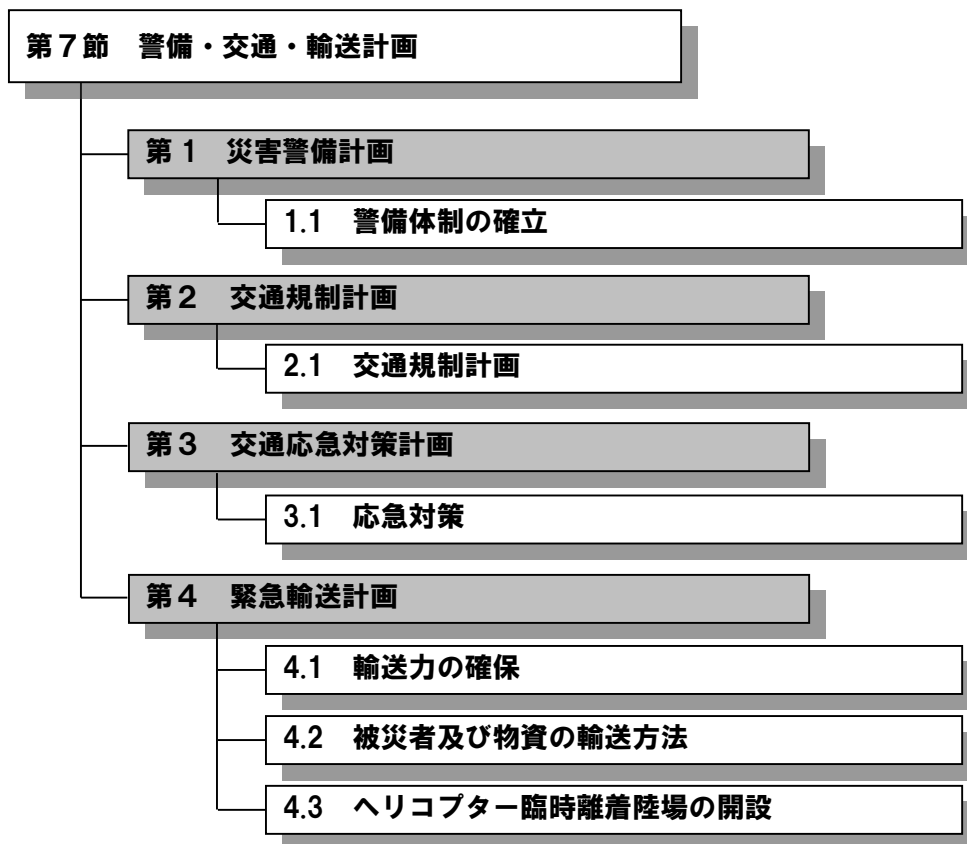 第７節　警備・交通・輸送計画
第１　災害警備計画
1.1　警備体制の確立
第２　交通規制計画
2.1　交通規制計画
第３　交通応急対策計画
3.1　応急対策
第４　緊急輸送計画
4.1　輸送力の確保
4.2　被災者及び物資の輸送方法
4.3　ヘリコプター臨時離着陸場の開設